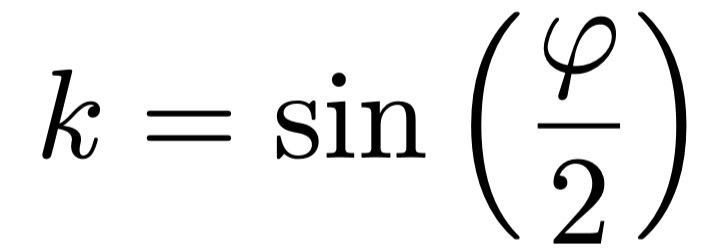 k = sin (φ/2)